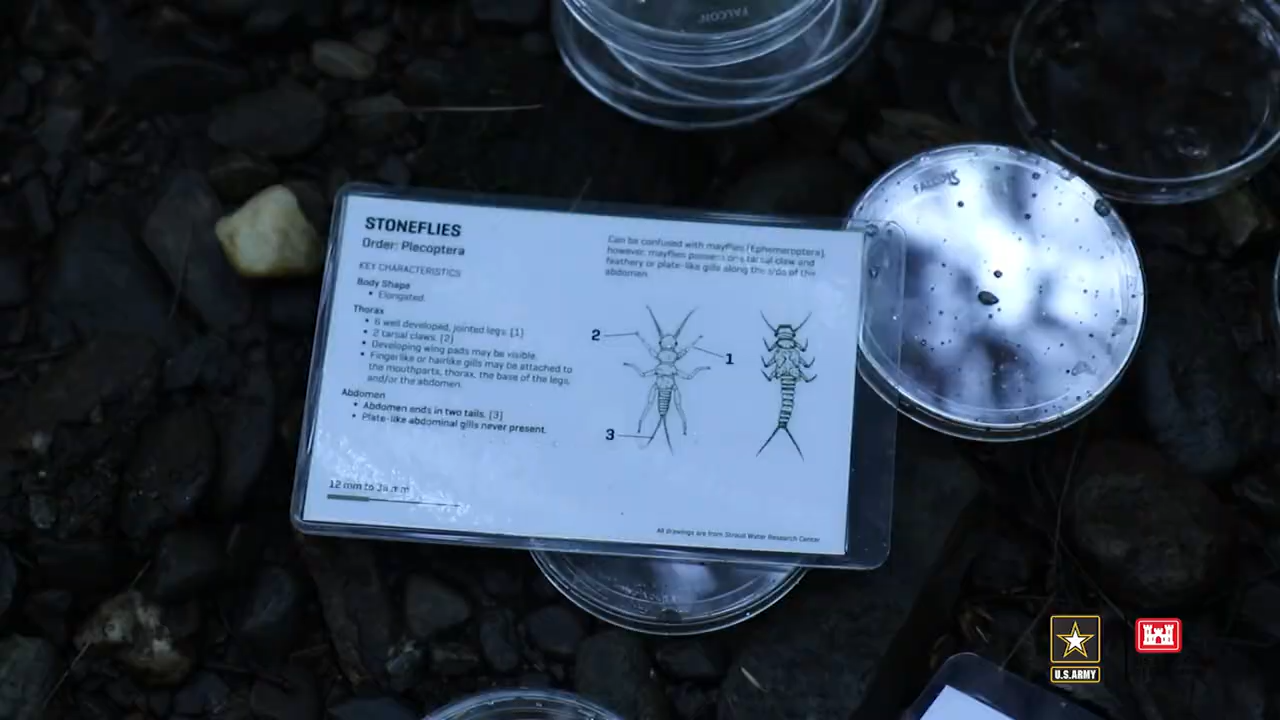 FALCON
FALCON
STONEFLIES
Order: Plecoptera
KEY CHARACTERISTICS
Body Shape
• Elongated.
Thorax
• 6 well developed, jointed legs. (1)
• 2 tarsal claws. (2)
• Developing wing pads may be visible.
• Fingerlike or hairlike gills may be attached to
the mouthparts, thorax, the base of the legs,
and/or the abdomen.
Abdomen
• Abdomen ends in two tails. (3)
• Plate-like abdominal gills never present.
12 mm to mm
Can be confused with mayflies (Ephemeroptera),
however, mayflies possess one tarsal claw and
feathery or plate-like gills along the side of the
abdomen.
2
1
3
All drawings are from Stroud Water Research Center
U.S. ARMY